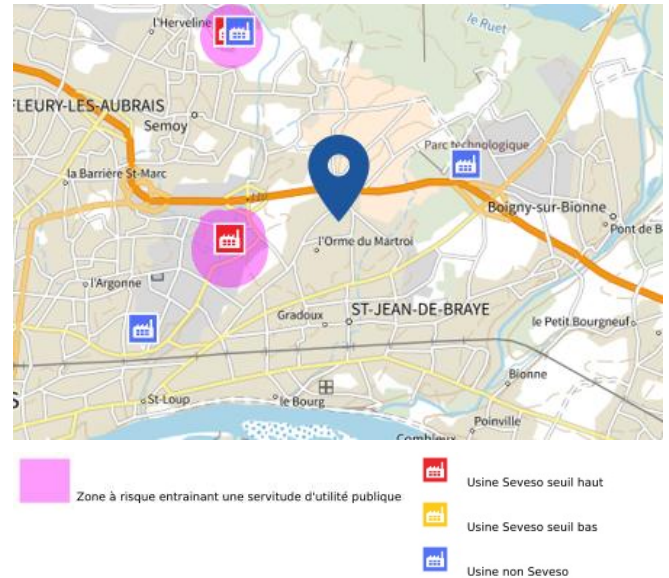 l'Herveline
le Ruet
FLEURY-LES-AUBRAIS
Semoy
Parc technologique
la Barrière St-Marc
Boigny-sur-Bionne
Pont de B
l'Orme du Martroi
l'Argonne
ST-JEAN-DE-BRAYE
Gradoux
le Petit Bourgneuf
Bionne
S
St-Loup
le Bourg
Poinville
Combleux
Zone à risque entrainant une servitude d'utilité publique
Usine Seveso seuil haut
Usine Seveso seuil bas
Usine non Seveso